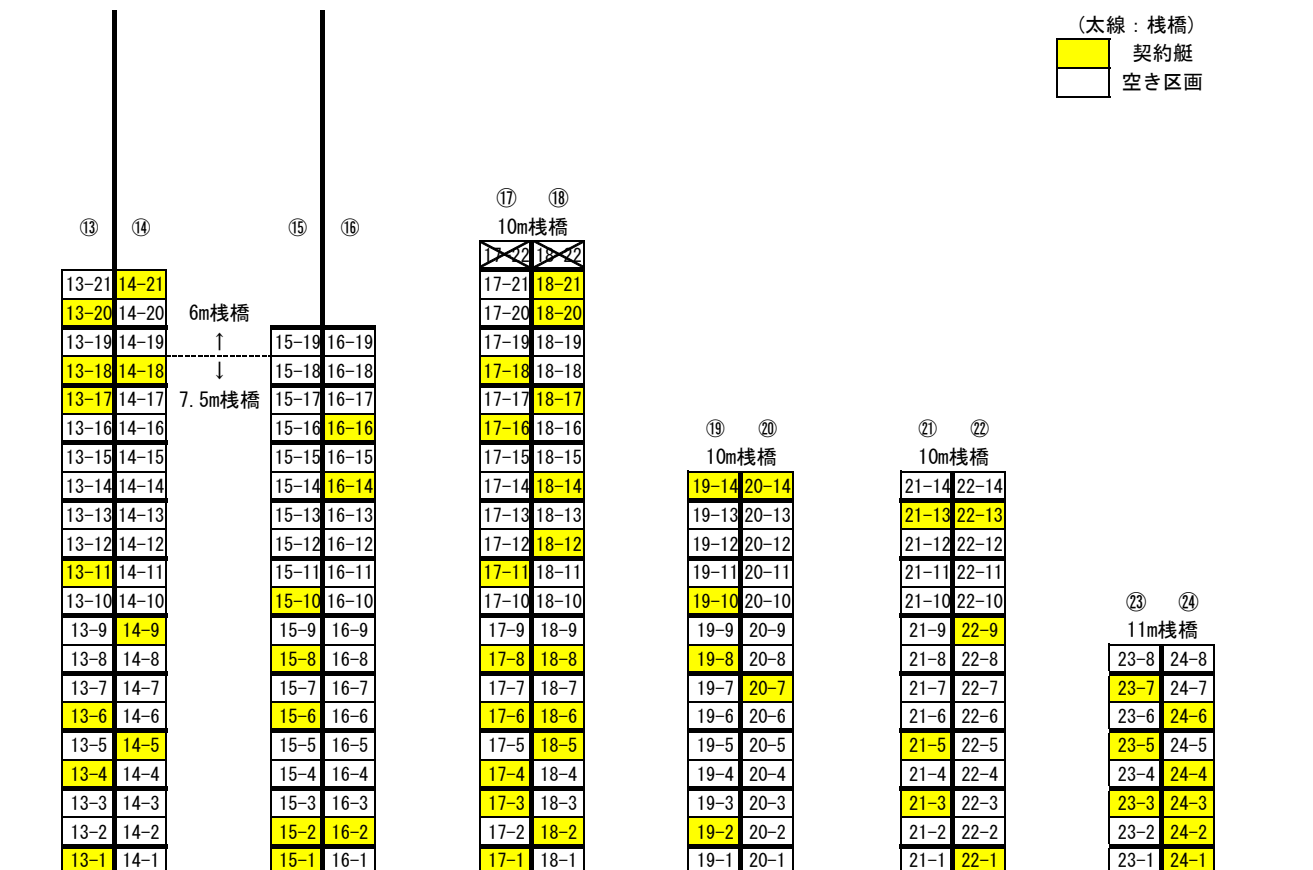 (太線：桟橋)
契約艇
空き区画
⑰ ⑱
⑬ ⑭ ⑮ ⑯ 10m桟橋
17-22 18-22
13-21 14-21 17-21 18-21
13-20 14-20 6m桟橋 17-20 18-20
13-19 14-19 ↑ 15-19 16-19 17-19 18-19
13-18 14-18 ↓ 15-18 16-18 17-18 18-18
13-17 14-17 7.5m桟橋 15-17 16-17 17-17 18-17
13-16 14-16 15-16 16-16 17-16 18-16 ⑲ ⑳ ㉑ ㉒
13-15 14-15 15-15 16-15 17-15 18-15 10m桟橋 10m桟橋
13-14 14-14 15-14 16-14 17-14 18-14 19-14 20-14 21-14 22-14
13-13 14-13 15-13 16-13 17-13 18-13 19-13 20-13 21-13 22-13
13-12 14-12 15-12 16-12 17-12 18-12 19-12 20-12 21-12 22-12
13-11 14-11 15-11 16-11 17-11 18-11 19-11 20-11 21-11 22-11
13-10 14-10 15-10 16-10 17-10 18-10 19-10 20-10 21-10 22-10 ㉓ ㉔
13-9 14-9 15-9 16-9 17-9 18-9 19-9 20-9 21-9 22-9 11m桟橋
13-8 14-8 15-8 16-8 17-8 18-8 19-8 20-8 21-8 22-8 23-8 24-8
13-7 14-7 15-7 16-7 17-7 18-7 19-7 20-7 21-7 22-7 23-7 24-7
13-6 14-6 15-6 16-6 17-6 18-6 19-6 20-6 21-6 22-6 23-6 24-6
13-5 14-5 15-5 16-5 17-5 18-5 19-5 20-5 21-5 22-5 23-5 24-5
13-4 14-4 15-4 16-4 17-4 18-4 19-4 20-4 21-4 22-4 23-4 24-4
13-3 14-3 15-3 16-3 17-3 18-3 19-3 20-3 21-3 22-3 23-3 24-3
13-2 14-2 15-2 16-2 17-2 18-2 19-2 20-2 21-2 22-2 23-2 24-2
13-1 14-1 15-1 16-1 17-1 18-1 19-1 20-1 21-1 22-1 23-1 24-1